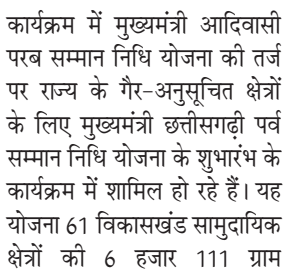 कार्यक्रम में मुख्यमंत्री आदिवासी
परब सम्मान निधि योजना की तर्ज
पर राज्य के गैर-अनुसूचित क्षेत्रों
के लिए मुख्यमंत्री छत्तीसगढ़ी पर्व
सम्मान निधि योजना के शुभारंभ के
कार्यक्रम में शामिल हो रहे हैं। यह
योजना 61 विकासखंड सामुदायिक
क्षेत्रों की 6 हजार 111 ग्राम